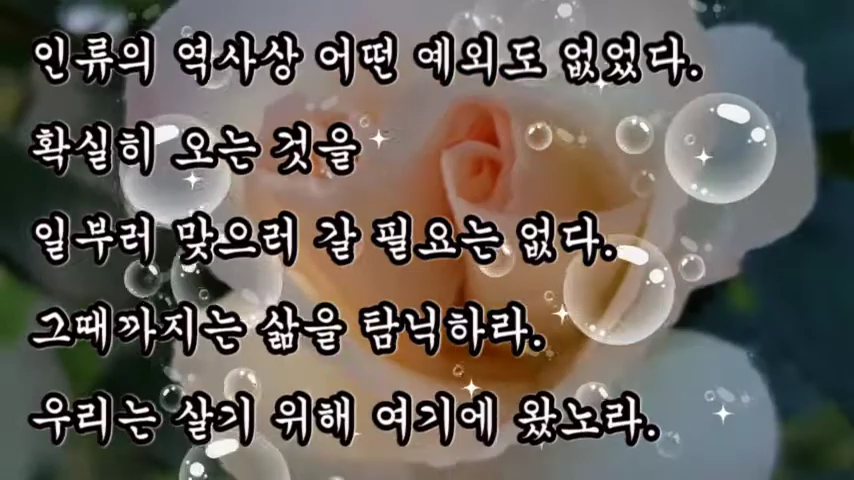 인류의 역사상 어떤 예외도 없었다.
확실히 오는 것을
일부러 맞으러 갈 필요는 없다.
그때까지는 삶을 탐닉하라.
우리는 살기 위해 여기에 왔노라.